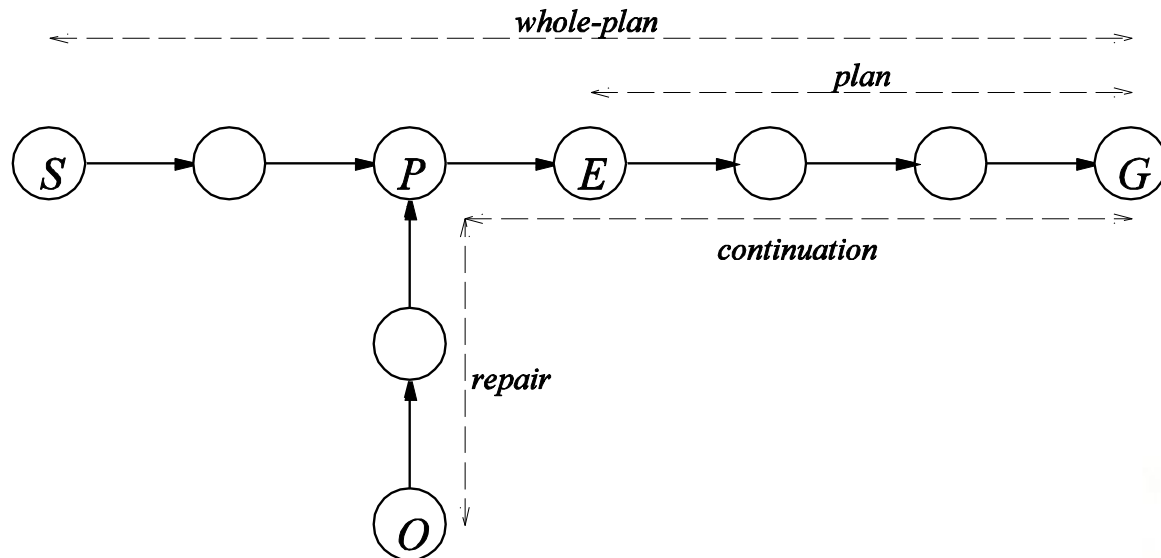 whole-plan
plan
S P E G
continuation
repair
O